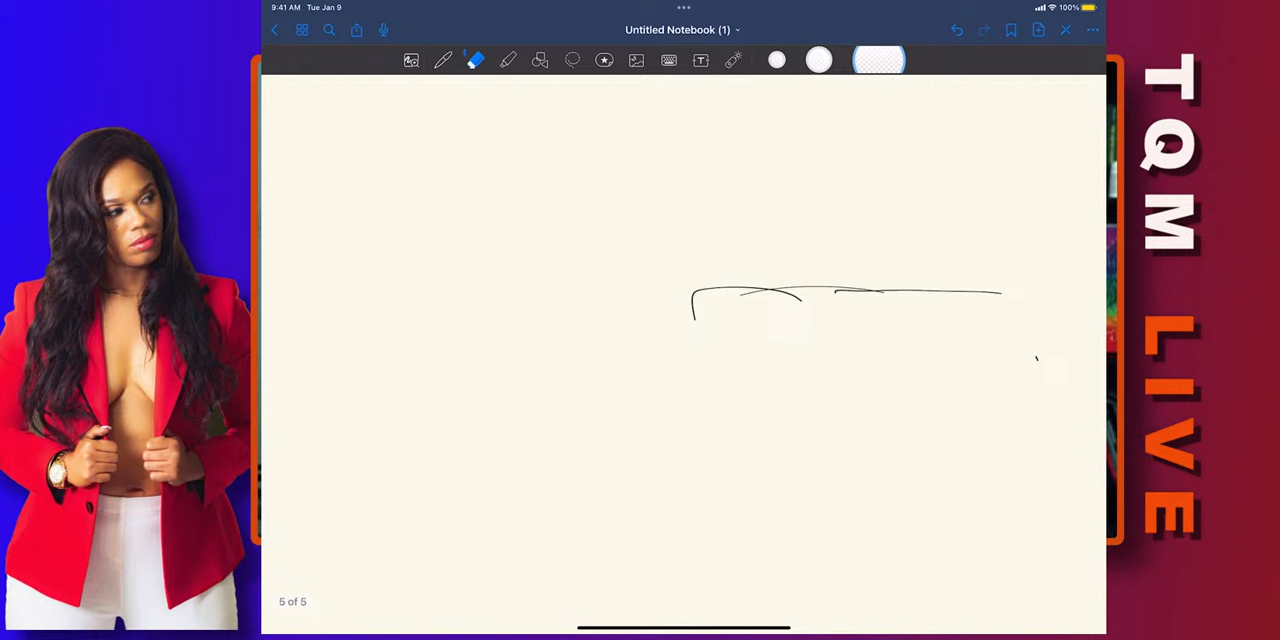 9:41 AM Tue Jan 9
100%
Untitled Notebook (1)
T
5 of 5
TQM LIVE